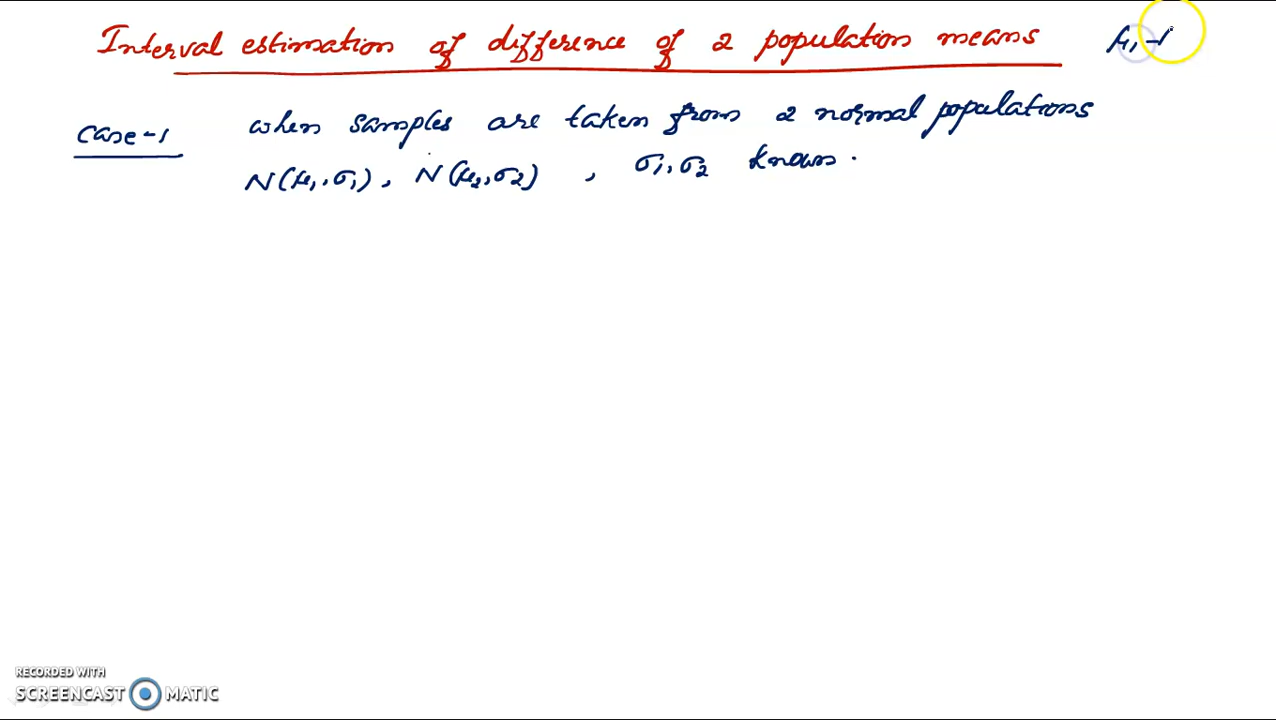 Interval estimation of difference of 2 population means μ₁ -
Case-1 when samples are taken from 2 normal populations
N(μ₁, σ₁), N(μ₂, σ₂) , σ₁, σ₂ known.
RECORDED WITH
SCREENCAST MATIC